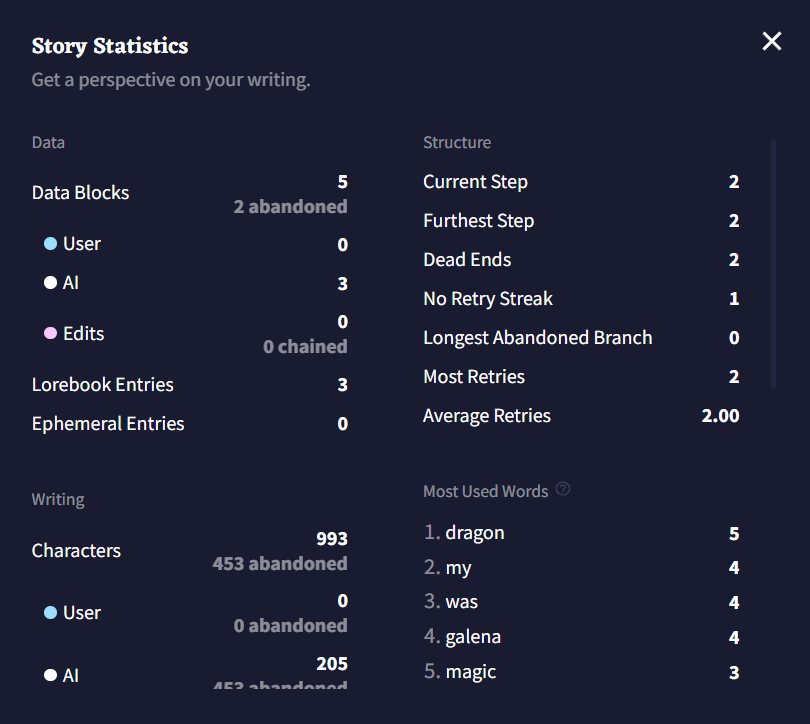 Story Statistics
Get a perspective on your writing.
Data
Data Blocks 5
2 abandoned
User 0
AI 3
Edits 0
0 chained
Lorebook Entries 3
Ephemeral Entries 0
Writing
Characters 993
453 abandoned
User 0
0 abandoned
AI 205
453 abandoned
Structure
Current Step 2
Furthest Step 2
Dead Ends 2
No Retry Streak 1
Longest Abandoned Branch 0
Most Retries 2
Average Retries 2.00
Most Used Words ?
1. dragon 5
2. my 4
3. was 4
4. galena 4
5. magic 3